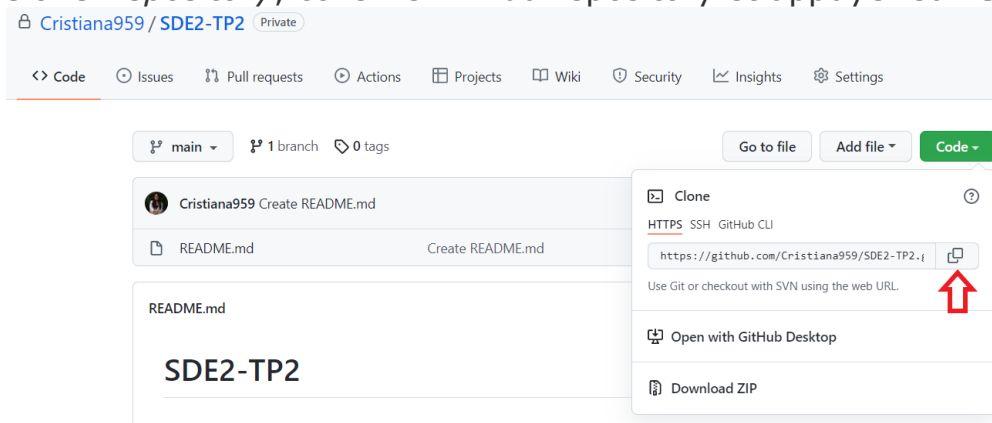 Cristiana959 / SDE2-TP2 Private
Code Issues Pull requests Actions Projects Wiki Security Insights Settings
main 1 branch 0 tags Go to file Add file Code
Cristiana959 Create README.md
README.md Create README.md
Clone
HTTPS SSH GitHub CLI
https://github.com/Cristiana959/SDE2-TP2.g
Use Git or checkout with SVN using the web URL.
Open with GitHub Desktop
Download ZIP
README.md
SDE2-TP2